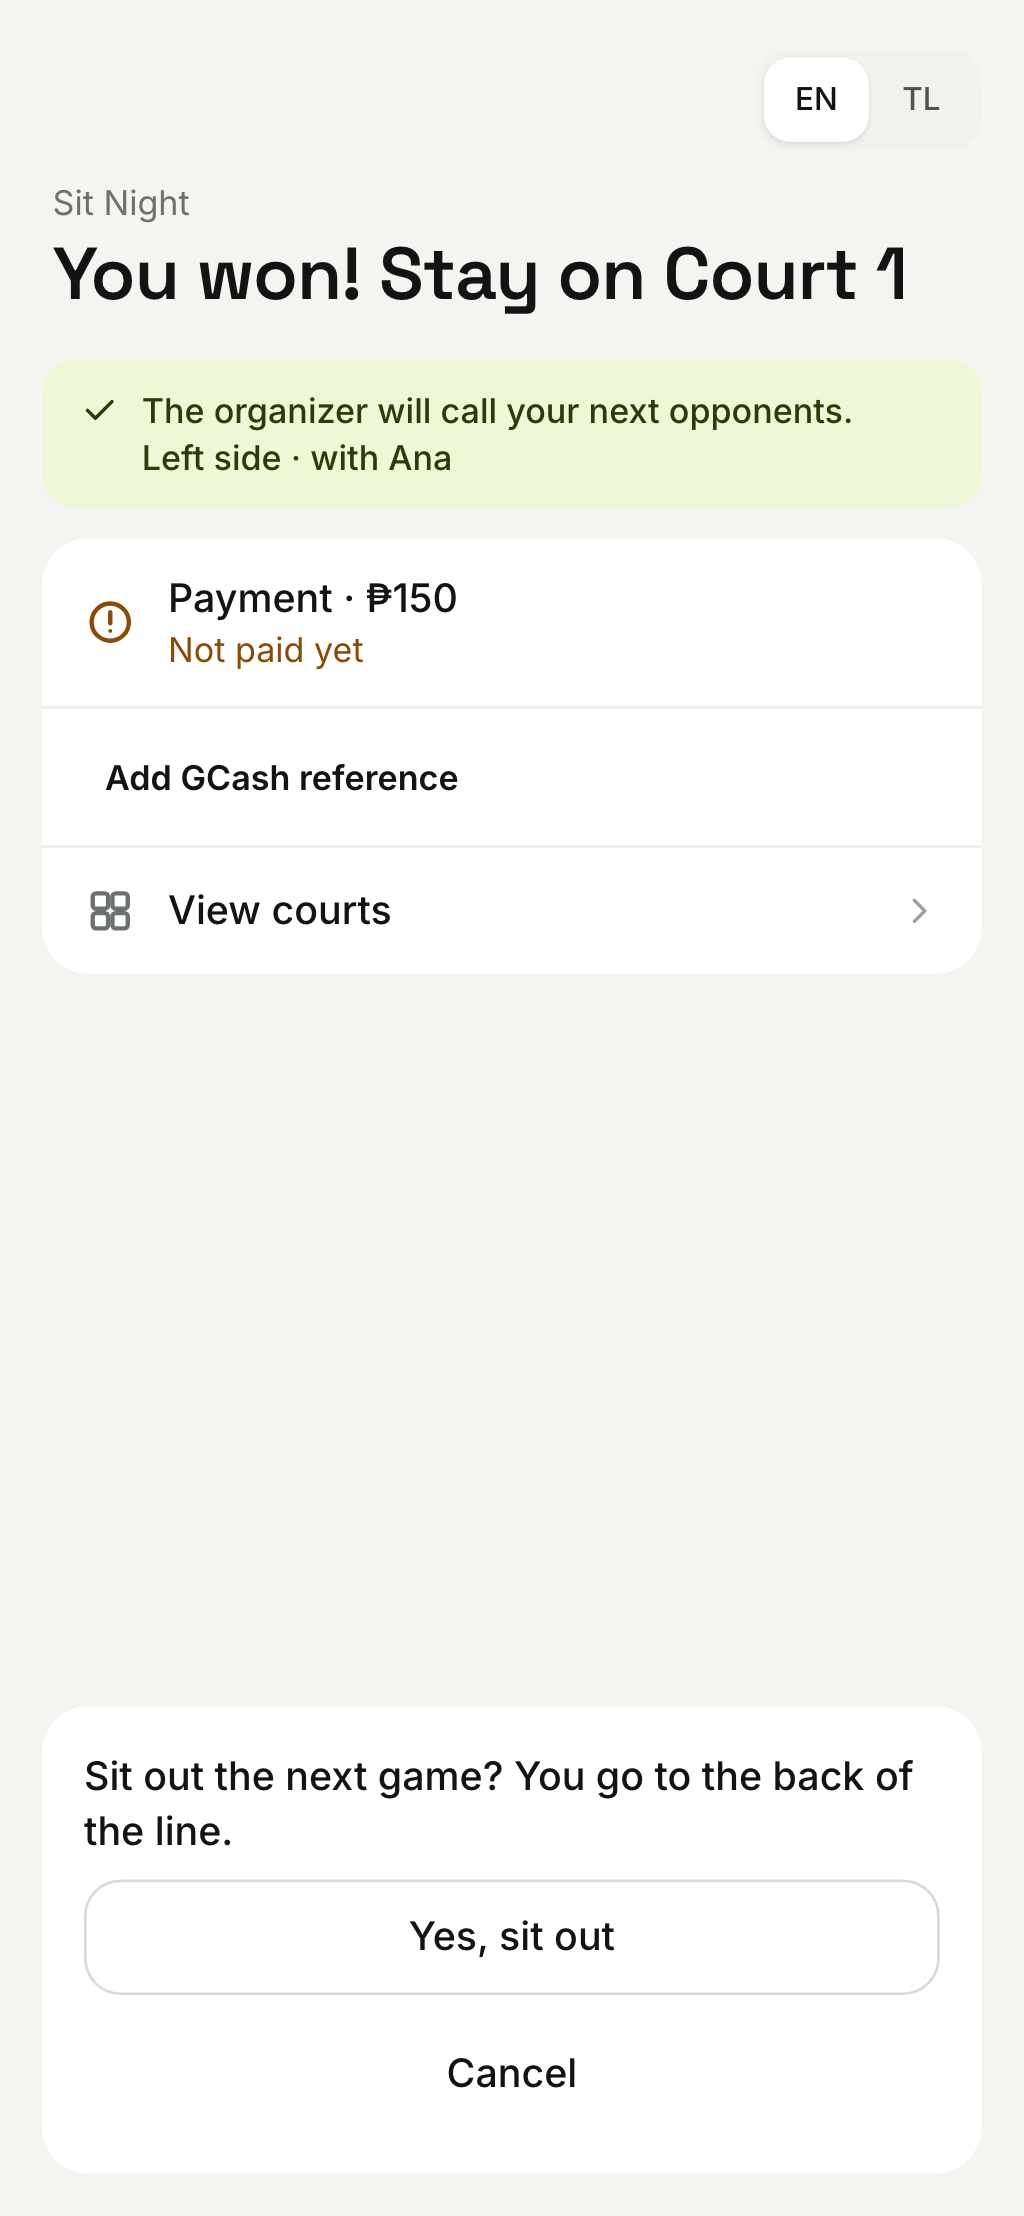 EN
TL
Sit Night
You won! Stay on Court 1
The organizer will call your next opponents.
Left side · with Ana
Payment · ₱150
Not paid yet
Add GCash reference
View courts
Sit out the next game? You go to the back of
the line.
Yes, sit out
Cancel